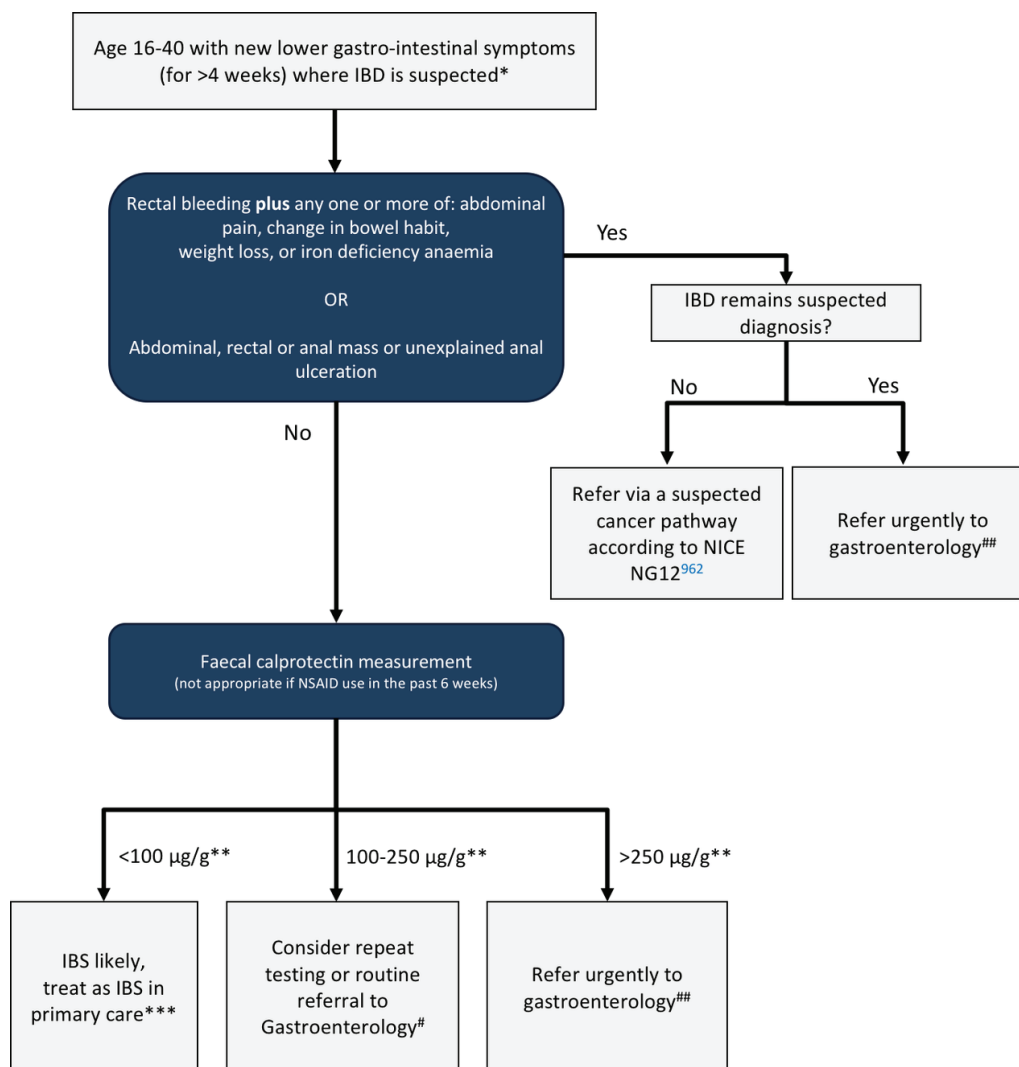 Age 16-40 with new lower gastro-intestinal symptoms
(for >4 weeks) where IBD is suspected*
Rectal bleeding plus any one or more of: abdominal
pain, change in bowel habit,
weight loss, or iron deficiency anaemia
OR
Abdominal, rectal or anal mass or unexplained anal
ulceration
Yes
IBD remains suspected
diagnosis?
No
Yes
Refer via a suspected
cancer pathway
according to NICE
NG12962
Refer urgently to
gastroenterology##
No
Faecal calprotectin measurement
(not appropriate if NSAID use in the past 6 weeks)
<100 µg/g**
100-250 µg/g**
>250 µg/g**
IBS likely,
treat as IBS in
primary care***
Consider repeat
testing or routine
referral to
Gastroenterology#
Refer urgently to
gastroenterology##